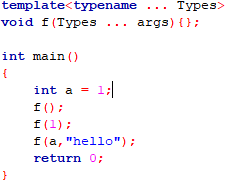 template<typename ... Types>
void f(Types ... args){};
int main()
{
    int a = 1;
    f();
    f(1);
    f(a,"hello");
    return 0;
}